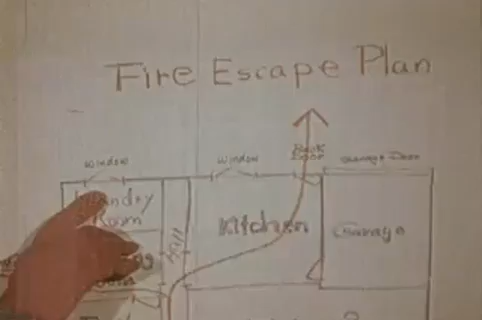 Fire Escape Plan
window
window
Back
Door
Garage Door
Laundry
Room
Hall
Kitchen
Garage